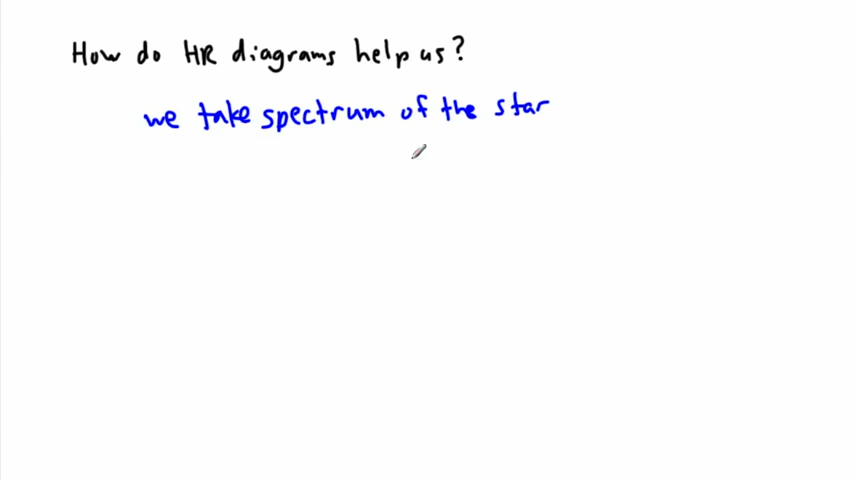 How do HR diagrams help us?
we take spectrum of the star